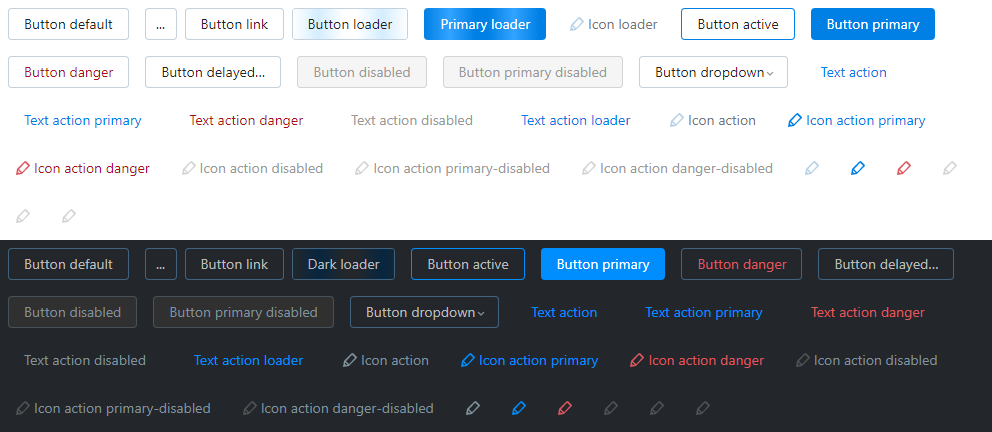 Button default ... Button link Button loader Primary loader Icon loader Button active Button primary
Button danger Button delayed... Button disabled Button primary disabled Button dropdown Text action
Text action primary Text action danger Text action disabled Text action loader Icon action Icon action primary
Icon action danger Icon action disabled Icon action primary-disabled Icon action danger-disabled
Button default ... Button link Dark loader Button active Button primary Button danger Button delayed...
Button disabled Button primary disabled Button dropdown Text action Text action primary Text action danger
Text action disabled Text action loader Icon action Icon action primary Icon action danger Icon action disabled
Icon action primary-disabled Icon action danger-disabled